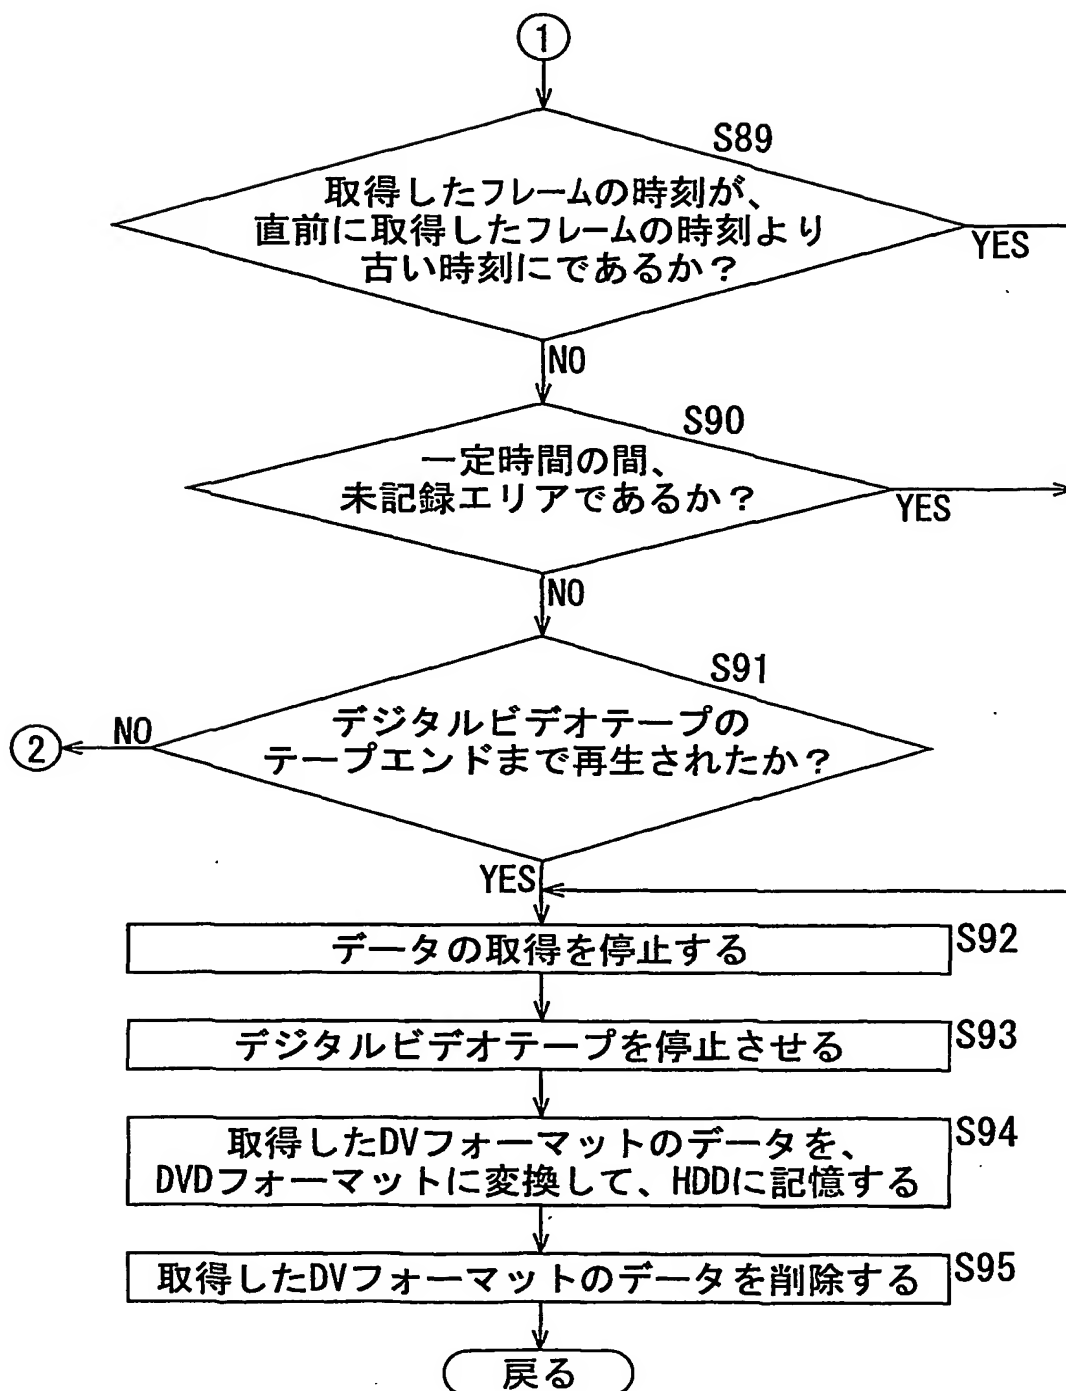 1
S89
取得したフレームの時刻が、
直前に取得したフレームの時刻より
古い時刻にであるか?
YES
NO
S90
一定時間の間、
未記録エリアであるか?
YES
NO
S91
デジタルビデオテープの
テープエンドまで再生されたか?
NO
2
YES
データの取得を停止する
S92
デジタルビデオテープを停止させる
S93
取得したDVフォーマットのデータを、
DVDフォーマットに変換して、HDDに記憶する
S94
取得したDVフォーマットのデータを削除する
S95
戻る